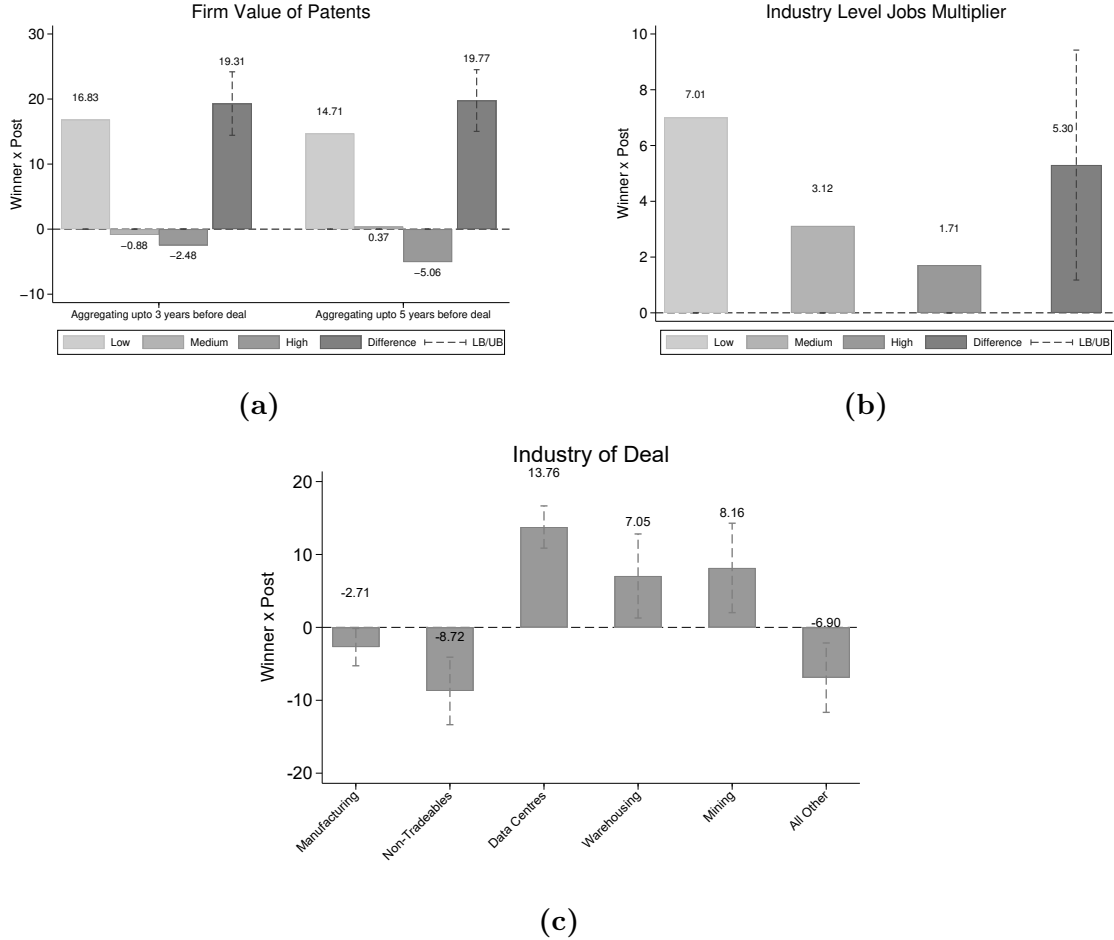 Firm Value of Patents
Winner x Post
30
20
10
0
−10
16.83
−0.88
−2.48
19.31
14.71
0.37
−5.06
19.77
Aggregating upto 3 years before deal
Aggregating upto 5 years before deal
Low Medium High Difference LB/UB
(a)
Industry Level Jobs Multiplier
Winner x Post
10
8
6
4
2
0
7.01
3.12
1.71
5.30
Low Medium High Difference LB/UB
(b)
Industry of Deal
Winner x Post
20
10
0
-10
-20
-2.71
-8.72
13.76
7.05
8.16
-6.90
Manufacturing
Non-Tradeables
Data Centres
Warehousing
Mining
All Other
(c)